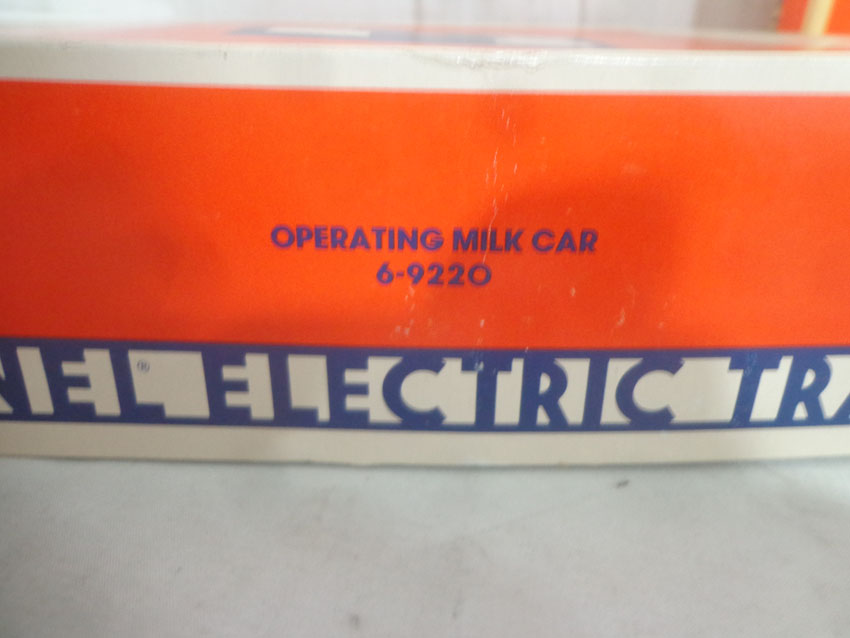 OPERATING MILK CAR
6-9220
NEL® ELECTRIC TRA